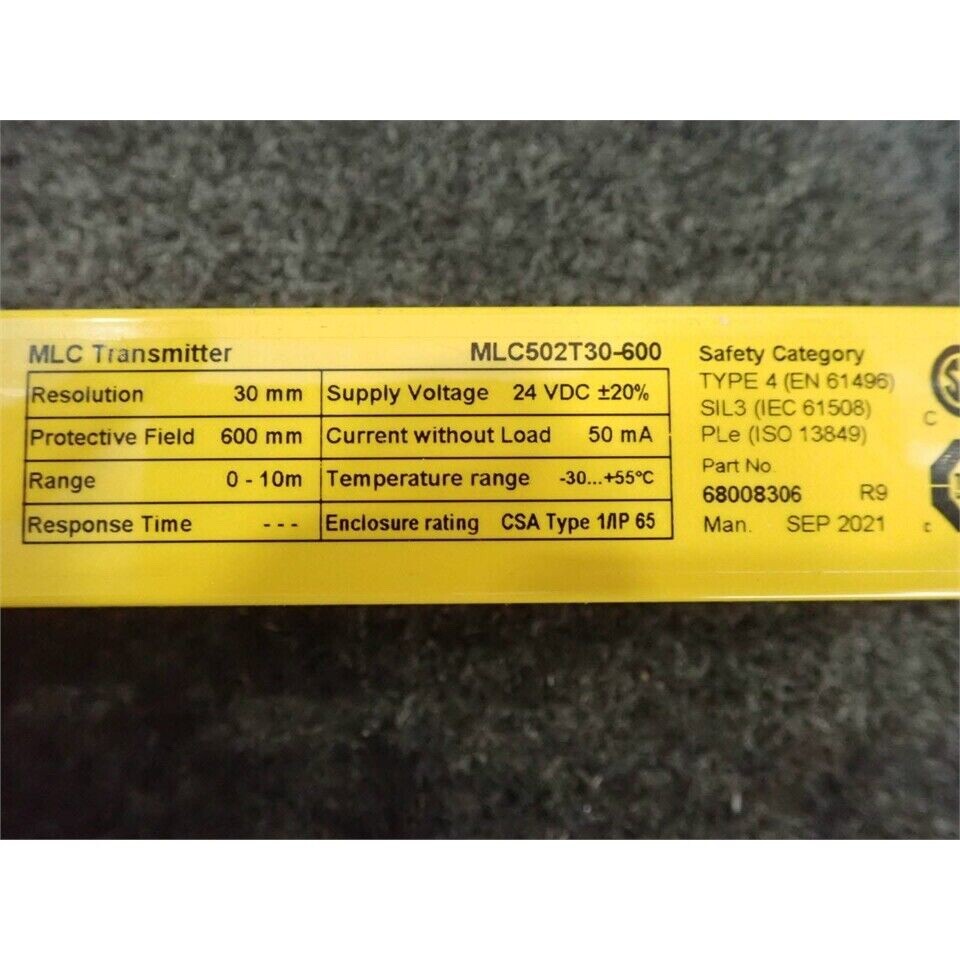 MLC Transmitter MLC502T30-600
Resolution 30 mm Supply Voltage 24 VDC ±20%
Protective Field 600 mm Current without Load 50 mA
Range 0 - 10m Temperature range -30...+55°C
Response Time - - - Enclosure rating CSA Type 1/IP 65
Safety Category
TYPE 4 (EN 61496)
SIL3 (IEC 61508)
PLe (ISO 13849)
Part No.
68008306 R9
Man. SEP 2021
C
c